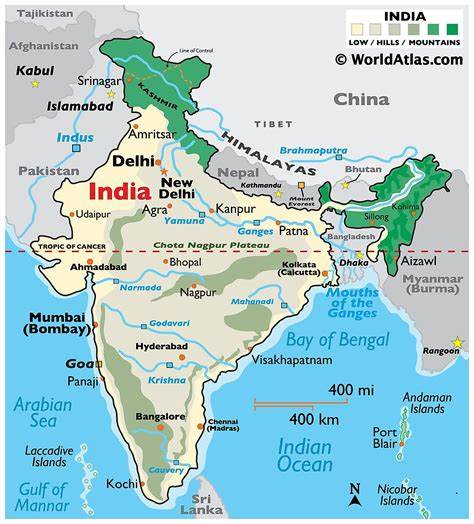 INDIA
LOW / HILLS / MOUNTAINS
© WorldAtlas.com
Afghanistan
Kabul
Line of Control
Srinagar
KASHMIR
Islamabad
China
Indus
Amritsar
TIBET
HIMALAYAS
Brahmaputra
Pakistan
Delhi
New
Delhi
Nepal
Kathmandu
Bhutan
Mount
Everest
India
Agra
Kanpur
Sillong
Kohima
Udaipur
Yamuna
Ganges
Patna
Bangladesh
TROPIC OF CANCER
Chota Nagpur Plateau
Dhaka
Aizawl
Ahmadabad
Bhopal
Kolkata
(Calcutta)
Myanmar
(Burma)
Narmada
Nagpur
Mahanadi
Mouths of
the
Ganges
Mumbai
(Bombay)
Godavari
Bay of Bengal
Rangoon
Hyderabad
Visakhapatnam
Goa
Krishna
Panaji
400 mi
400 km
Arabian
Sea
Andaman
Islands
Bangalore
Chennai
(Madras)
Port
Blair
Indian
Ocean
Laccadive
Islands
Cauvery
Gulf of
Mannar
Kochi
Sri
Lanka
N
Nicobar
Islands